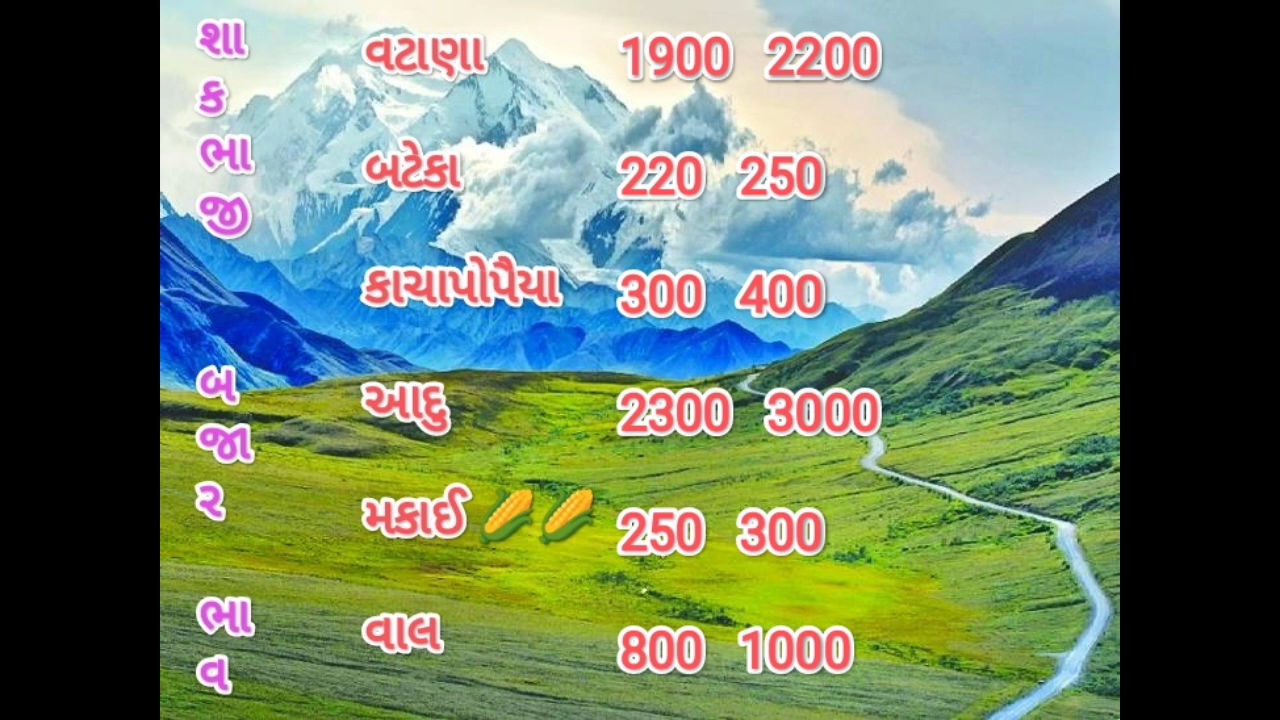 શાકભાજી
બજાર
ભાવ
વટાણા 1900 2200
બટેકા 220 250
કાચાપોપૈયા 300 400
આદુ 2300 3000
મકાઈ 🌽🌽 250 300
વાલ 800 1000